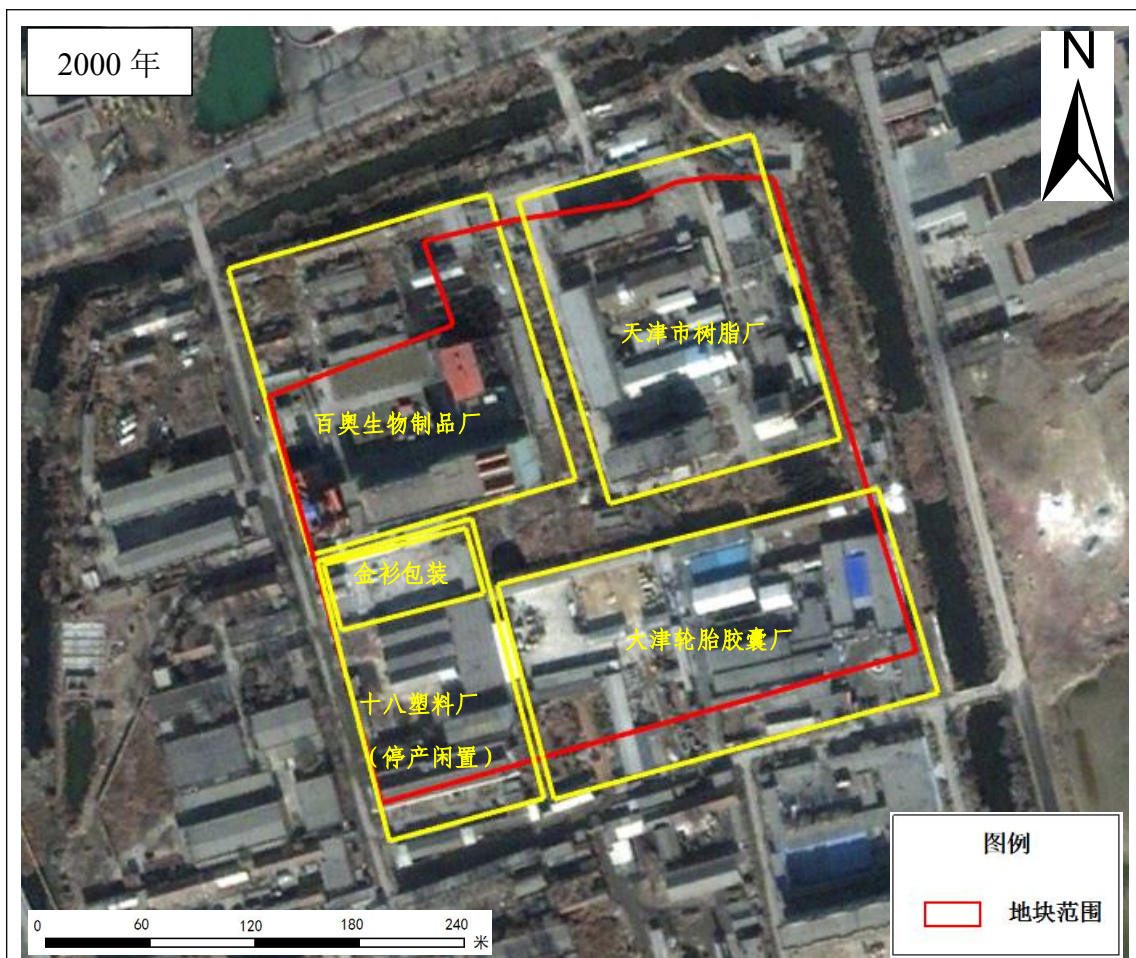 2000 年
N
天津市树脂厂
百奥生物制品厂
金衫包装
大津轮胎胶囊厂
十八塑料厂
（停产闲置）
图例
地块范围
0 60 120 180 240 米